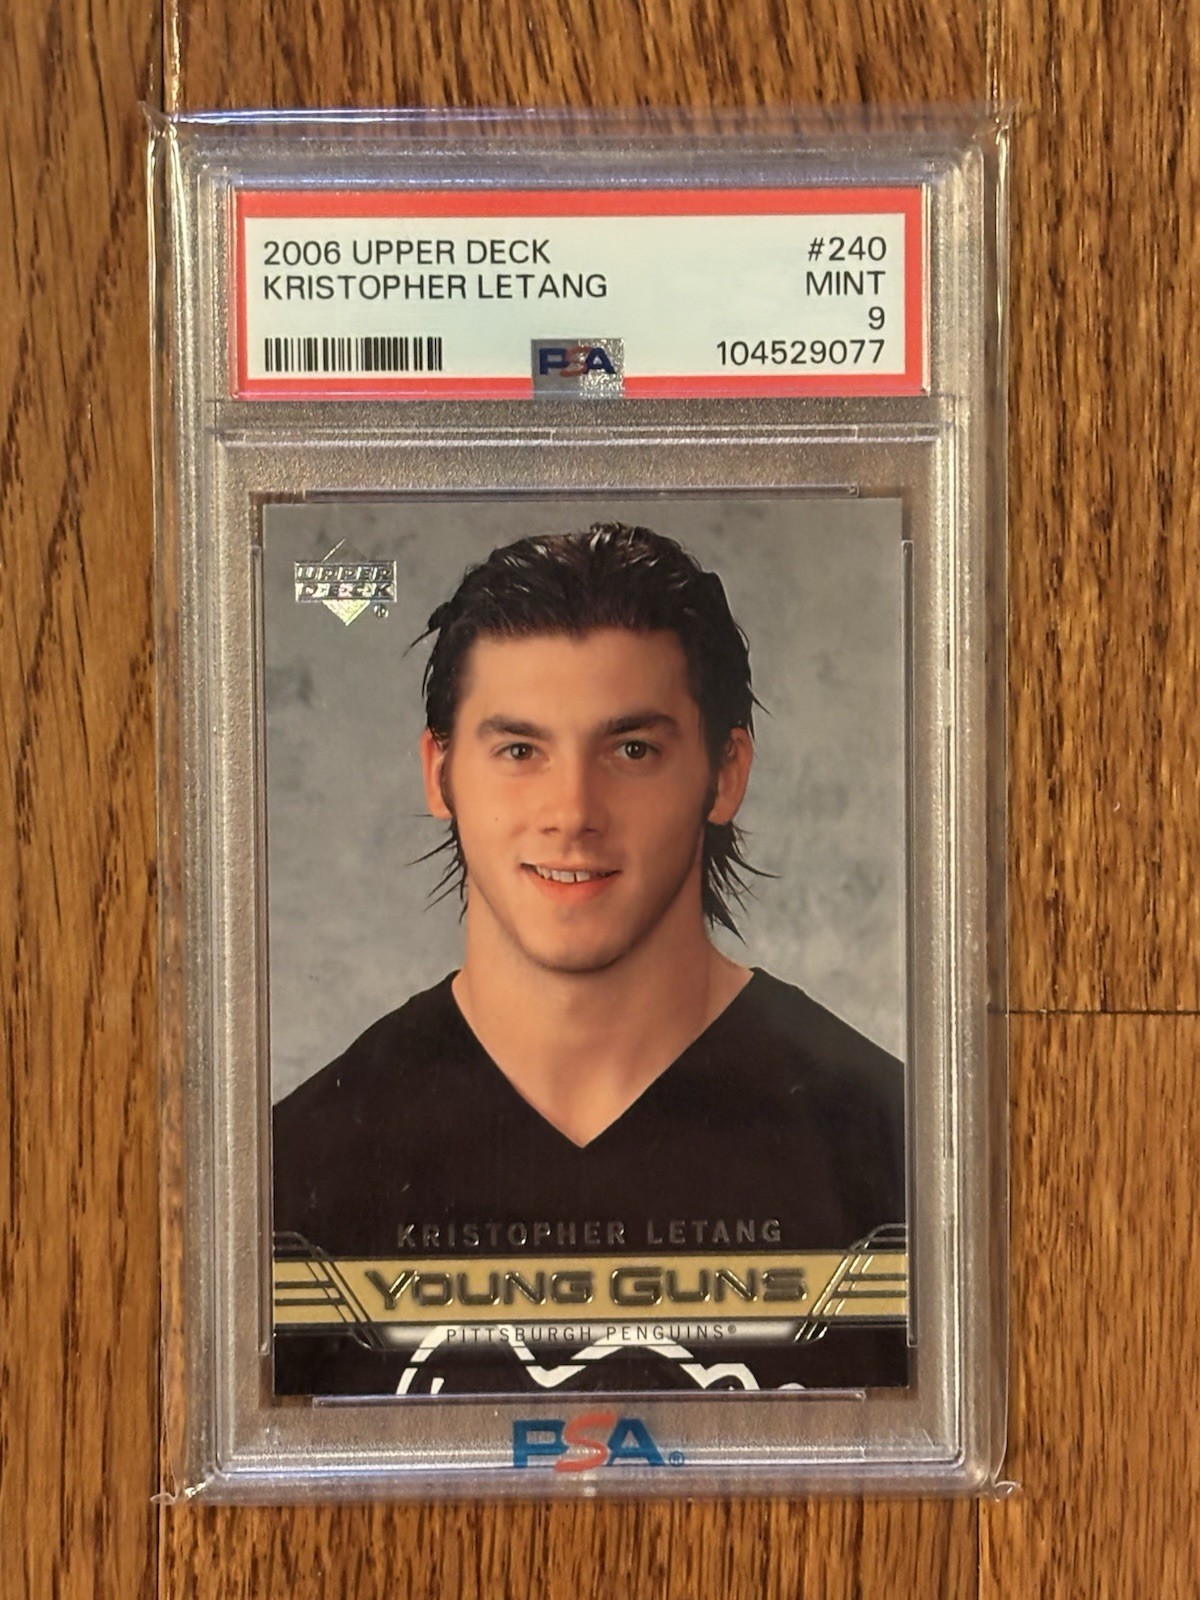 2006 UPPER DECK #240
KRISTOPHER LETANG MINT
9
PSA 104529077
UPPER
DECK®
KRISTOPHER LETANG
YOUNG GUNS
PITTSBURGH PENGUINS®
PSA®